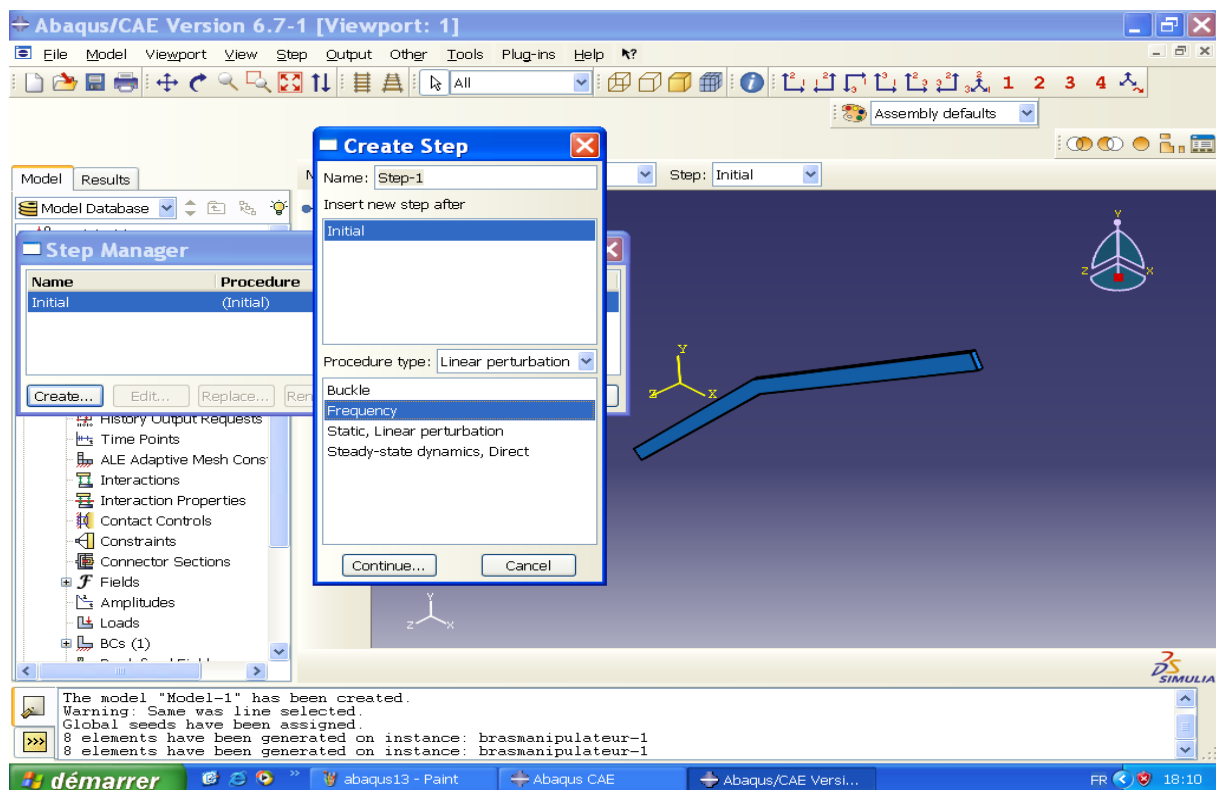 Abaqus/CAE Version 6.7-1 [Viewport: 1]
File Model Viewport View Step Output Other Tools Plug-ins Help
All
1 2 3 4
Assembly defaults
Model Results
Step: Initial
Model Database
Step Manager
Name Procedure
Initial (Initial)
Create... Edit... Replace... Ren
Create Step
Name: Step-1
Insert new step after
Initial
Procedure type: Linear perturbation
Buckle
Frequency
Static, Linear perturbation
Steady-state dynamics, Direct
Continue... Cancel
History Output Requests
Time Points
ALE Adaptive Mesh Cons
Interactions
Interaction Properties
Contact Controls
Constraints
Connector Sections
Fields
Amplitudes
Loads
BCs (1)
Y
Z X
Y
Z X
Y
Z X
SIMULIA
The model "Model-1" has been created.
Warning: Same was line selected.
Global seeds have been assigned.
8 elements have been generated on instance: brasmanipulateur-1
8 elements have been generated on instance: brasmanipulateur-1
démarrer abaqus13 - Paint Abaqus CAE Abaqus/CAE Versi... FR 18:10